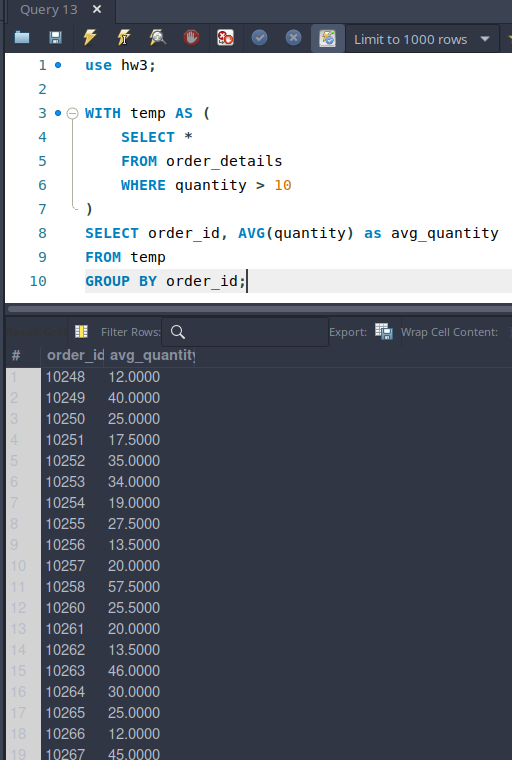 Query 13
Limit to 1000 rows
1 use hw3;
2
3 WITH temp AS (
4 SELECT *
5 FROM order_details
6 WHERE quantity > 10
7 )
8 SELECT order_id, AVG(quantity) as avg_quantity
9 FROM temp
10 GROUP BY order_id;
Filter Rows: Export: Wrap Cell Content:
# order_id avg_quantity
1 10248 12.0000
2 10249 40.0000
3 10250 25.0000
4 10251 17.5000
5 10252 35.0000
6 10253 34.0000
7 10254 19.0000
8 10255 27.5000
9 10256 13.5000
10 10257 20.0000
11 10258 57.5000
12 10260 25.5000
13 10261 20.0000
14 10262 13.5000
15 10263 46.0000
16 10264 30.0000
17 10265 25.0000
18 10266 12.0000
19 10267 45.0000